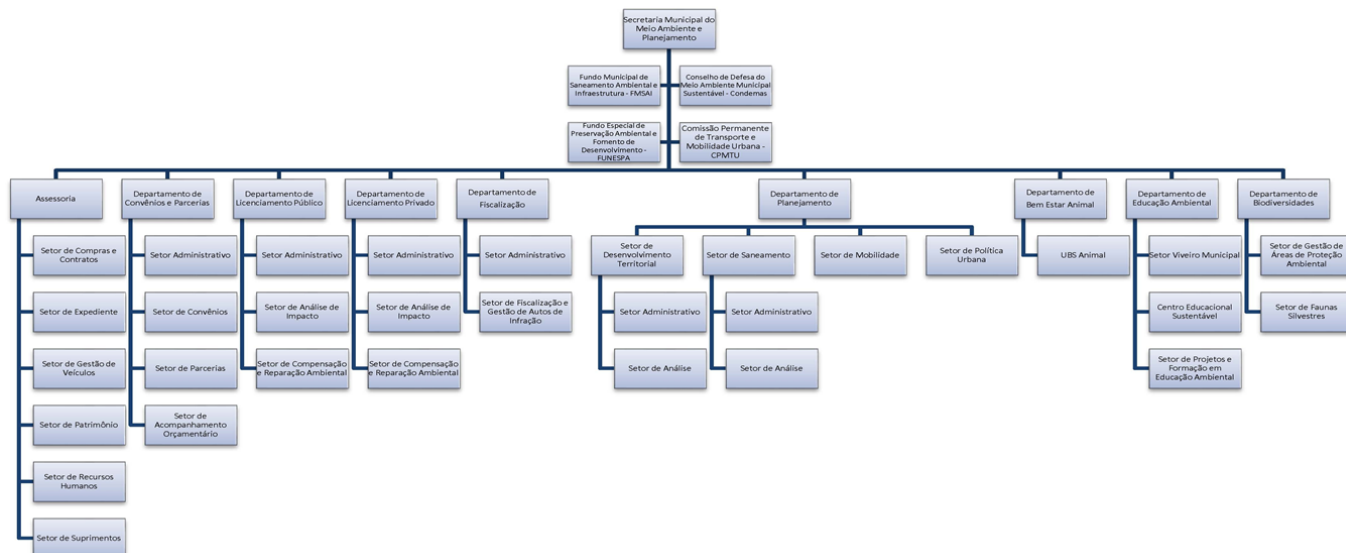 Secretaria Municipal do
Meio Ambiente e
Planejamento
Fundo Municipal de
Saneamento Ambiental e
Infraestrutura - FMSAI
Conselho de Defesa do
Meio Ambiente Municipal
Sustentável - Condemas
Fundo Especial de
Preservação Ambiental e
Fomento de
Desenvolvimento -
FUNESPA
Comissão Permanente
de Transporte e
Mobilidade Urbana -
CPMTU
Assessoria
Departamento de
Convênios e Parcerias
Departamento de
Licenciamento Público
Departamento de
Licenciamento Privado
Departamento de
Fiscalização
Departamento de
Planejamento
Departamento de
Bem Estar Animal
Departamento de
Educação Ambiental
Departamento de
Biodiversidades
Setor de Compras e
Contratos
Setor Administrativo
Setor Administrativo
Setor Administrativo
Setor Administrativo
Setor de
Desenvolvimento
Territorial
Setor de Saneamento
Setor de Mobilidade
Setor de Política
Urbana
UBS Animal
Setor Viveiro Municipal
Setor de Gestão de
Áreas de Proteção
Ambiental
Setor de Expediente
Setor de Convênios
Setor de Análise de
Impacto
Setor de Análise de
Impacto
Setor de Fiscalização e
Gestão de Autos de
Infração
Setor Administrativo
Setor Administrativo
Centro Educacional
Sustentável
Setor de Faunas
Silvestres
Setor de Gestão de
Veículos
Setor de Parcerias
Setor de Compensação
e Reparação Ambiental
Setor de Compensação
e Reparação Ambiental
Setor de Análise
Setor de Análise
Setor de Projetos e
Formação em
Educação Ambiental
Setor de Patrimônio
Setor de
Acompanhamento
Orçamentário
Setor de Recursos
Humanos
Setor de Suprimentos